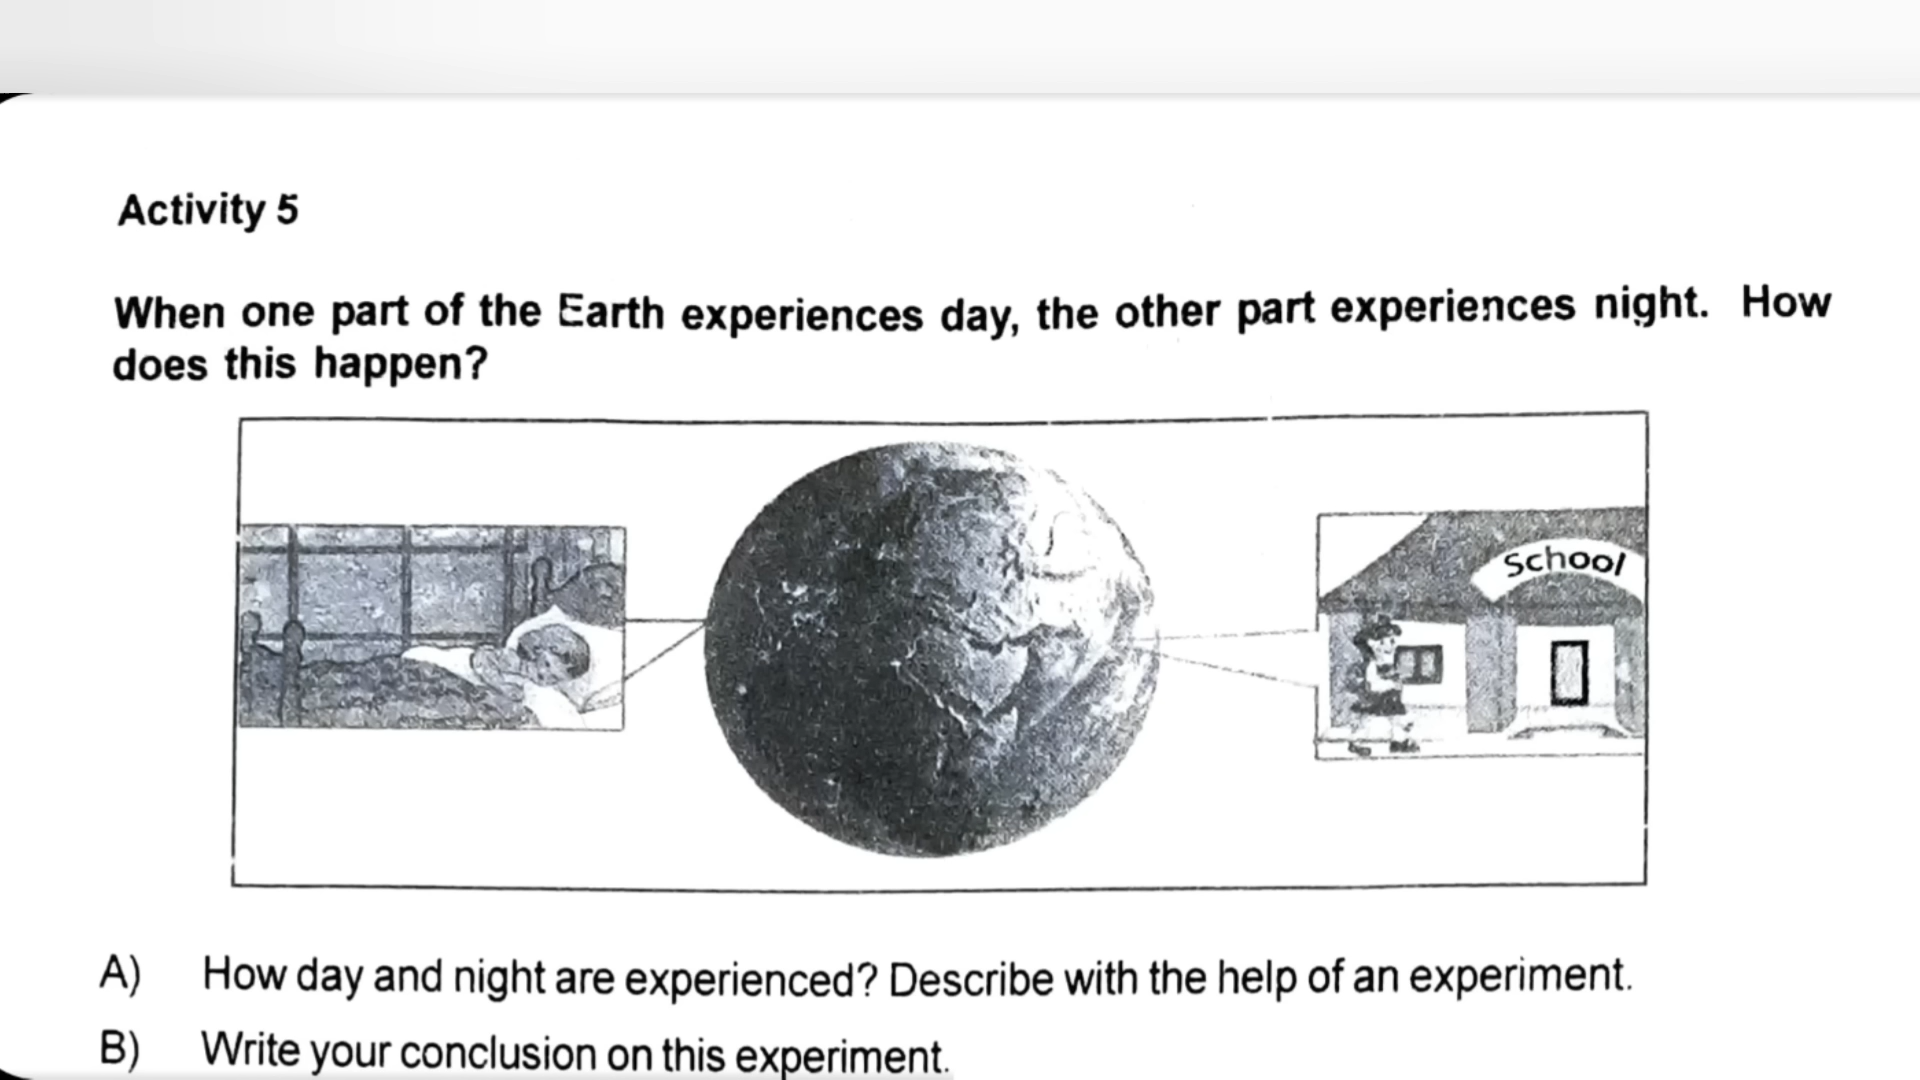 Activity 5
When one part of the Earth experiences day, the other part experiences night. How
does this happen?
School
A) How day and night are experienced? Describe with the help of an experiment.
B) Write your conclusion on this experiment.